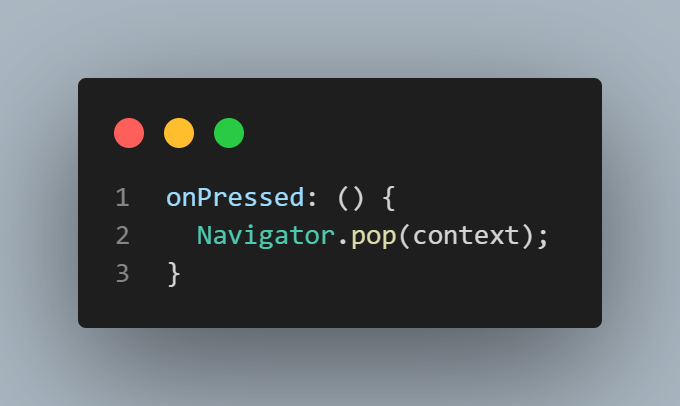 1 onPressed: () {
2   Navigator.pop(context);
3 }